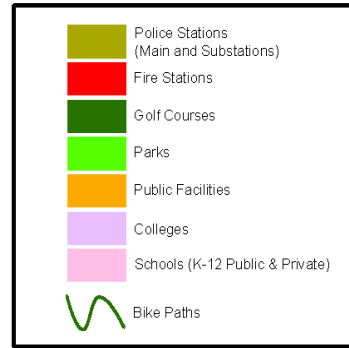 Police Stations
(Main and Substations)
Fire Stations
Golf Courses
Parks
Public Facilities
Colleges
Schools (K-12 Public & Private)
Bike Paths